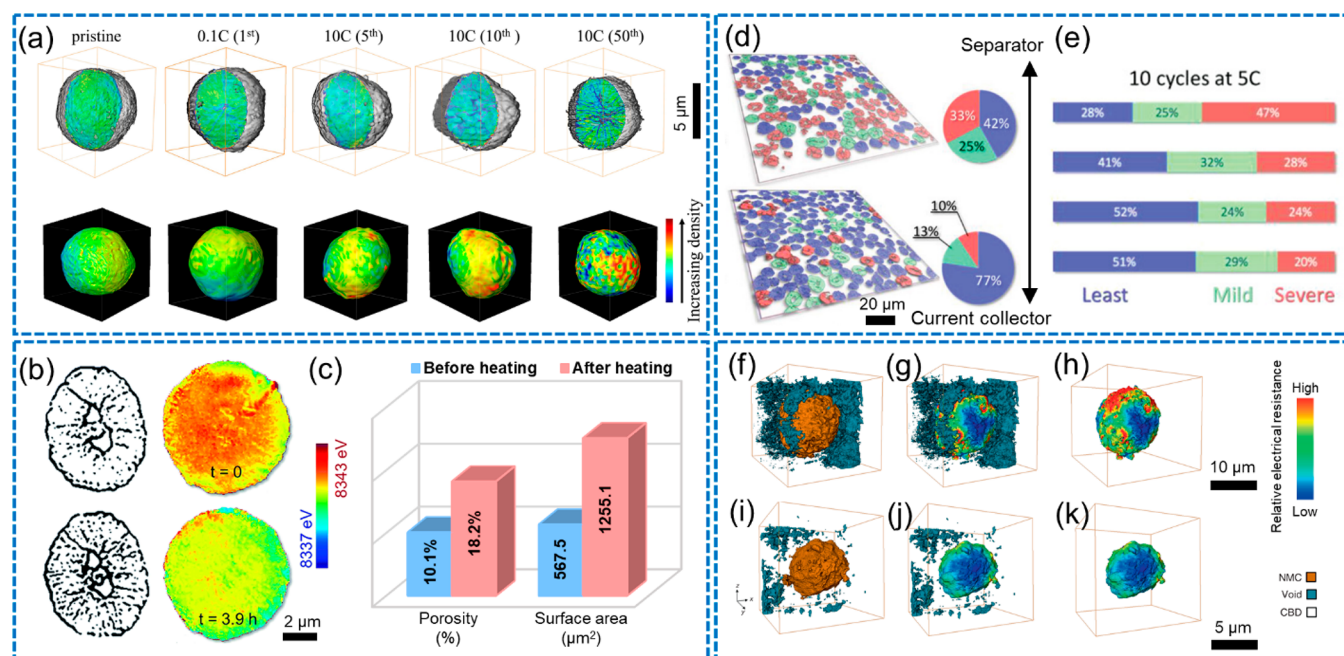 (a)
pristine
0.1C (1st)
10C (5th)
10C (10th )
10C (50th)
5 μm
Increasing density
(b)
t = 0
t = 3.9 h
8343 eV
8337 eV
2 μm
(c)
Before heating
After heating
10.1%
18.2%
567.5
1255.1
Porosity
(%)
Surface area
(μm²)
(d)
33%
42%
25%
10%
13%
77%
20 μm
Separator
Current collector
(e)
10 cycles at 5C
28% 25% 47%
41% 32% 28%
52% 24% 24%
51% 29% 20%
Least Mild Severe
(f)
(g)
(h)
10 μm
High
Relative electrical resistance
Low
(i)
(j)
(k)
NMC
Void
CBD
5 μm